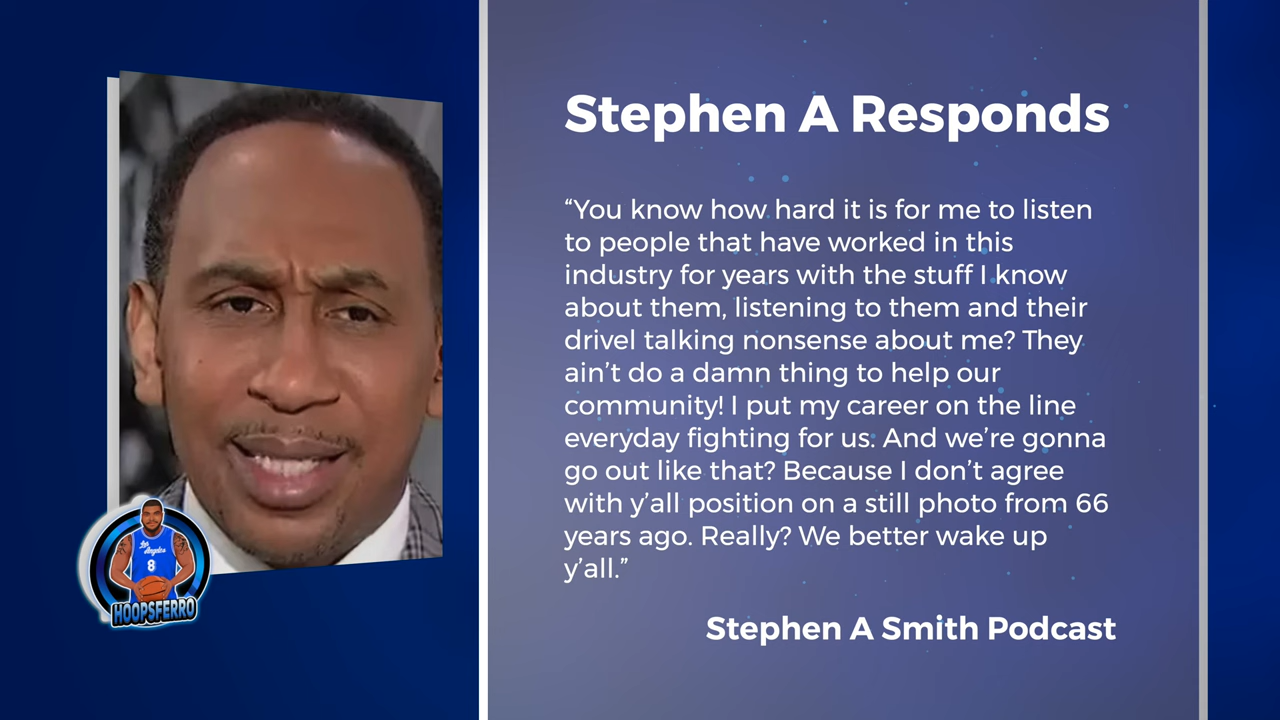 Stephen A Responds
“You know how hard it is for me to listen
to people that have worked in this
industry for years with the stuff I know
about them, listening to them and their
drivel talking nonsense about me? They
ain’t do a damn thing to help our
community! I put my career on the line
everyday fighting for us. And we’re gonna
go out like that? Because I don’t agree
with y’all position on a still photo from 66
years ago. Really? We better wake up
y’all.”
Stephen A Smith Podcast
Los
Angeles
8
HOOPSFERRO